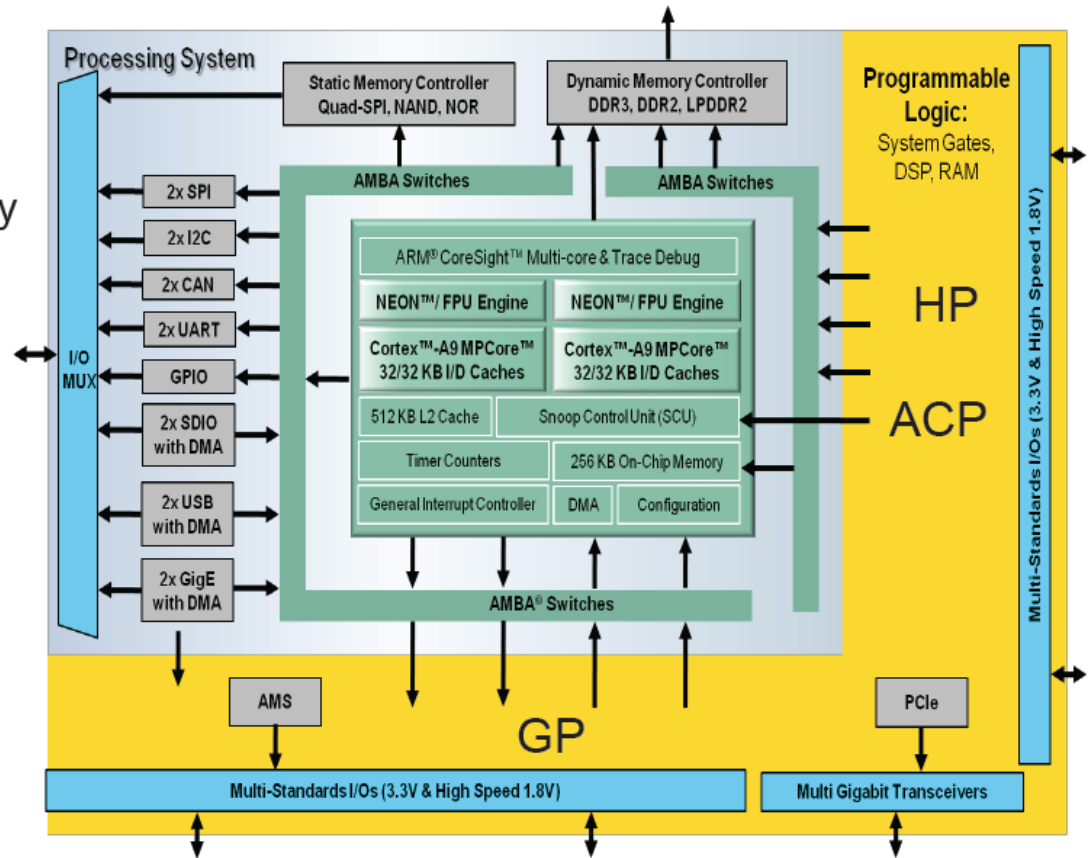 Processing System
Static Memory Controller
Quad-SPI, NAND, NOR
Dynamic Memory Controller
DDR3, DDR2, LPDDR2
Programmable
Logic:
System Gates,
DSP, RAM
AMBA Switches
AMBA Switches
y
2x SPI
2x I2C
2x CAN
2x UART
GPIO
2x SDIO
with DMA
2x USB
with DMA
2x GigE
with DMA
I/O
MUX
ARM® CoreSight™ Multi-core & Trace Debug
NEON™/ FPU Engine
NEON™/ FPU Engine
Cortex™-A9 MPCore™
32/32 KB I/D Caches
Cortex™-A9 MPCore™
32/32 KB I/D Caches
512 KB L2 Cache
Snoop Control Unit (SCU)
Timer Counters
256 KB On-Chip Memory
General Interrupt Controller
DMA
Configuration
AMBA® Switches
HP
ACP
Multi-Standards I/Os (3.3V & High Speed 1.8V)
AMS
GP
PCIe
Multi-Standards I/Os (3.3V & High Speed 1.8V)
Multi Gigabit Transceivers